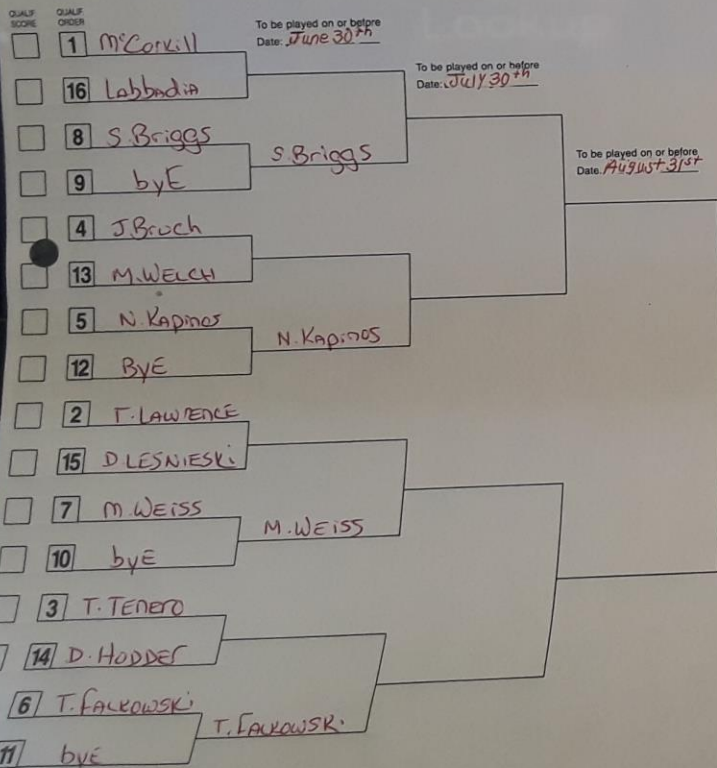 QUALIF SCORE
QUALIF ORDER
To be played on or before
Date: June 30th
To be played on or before
Date: July 30th
To be played on or before
Date. August 31st
1 McCorkill
16 Labbadia
8 S.Briggs
S.Briggs
9 byE
4 J.Bruch
13 M.WELCH
5 N.Kapinos
N.Kapinos
12 ByE
2 T.LAWRENCE
15 D.LESNIESKi
7 M.WEiSS
M.WEiSS
10 byE
3 T.TENERO
14 D.HODDER
6 T.FALKOWSKi
T.FALKOWSKi
11 byE